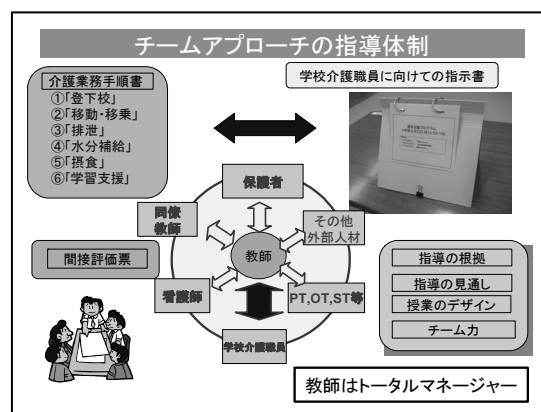 チームアプローチの指導体制
介護業務手順書
①「登下校」
②「移動・移乗」
③「排泄」
④「水分補給」
⑤「摂食」
⑥「学習支援」
学校介護職員に向けての指示書
保護者
同僚
教師
その他
外部人材
教師
間接評価票
看護師
PT,OT,ST等
学校介護職員
指導の根拠
指導の見通し
授業のデザイン
チーム力
教師はトータルマネージャー